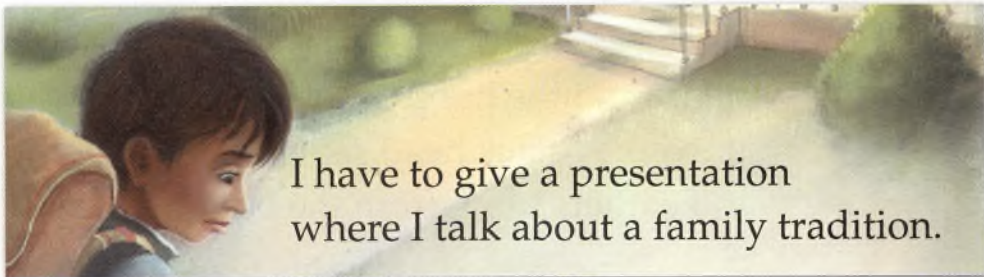 I have to give a presentation
where I talk about a family tradition.